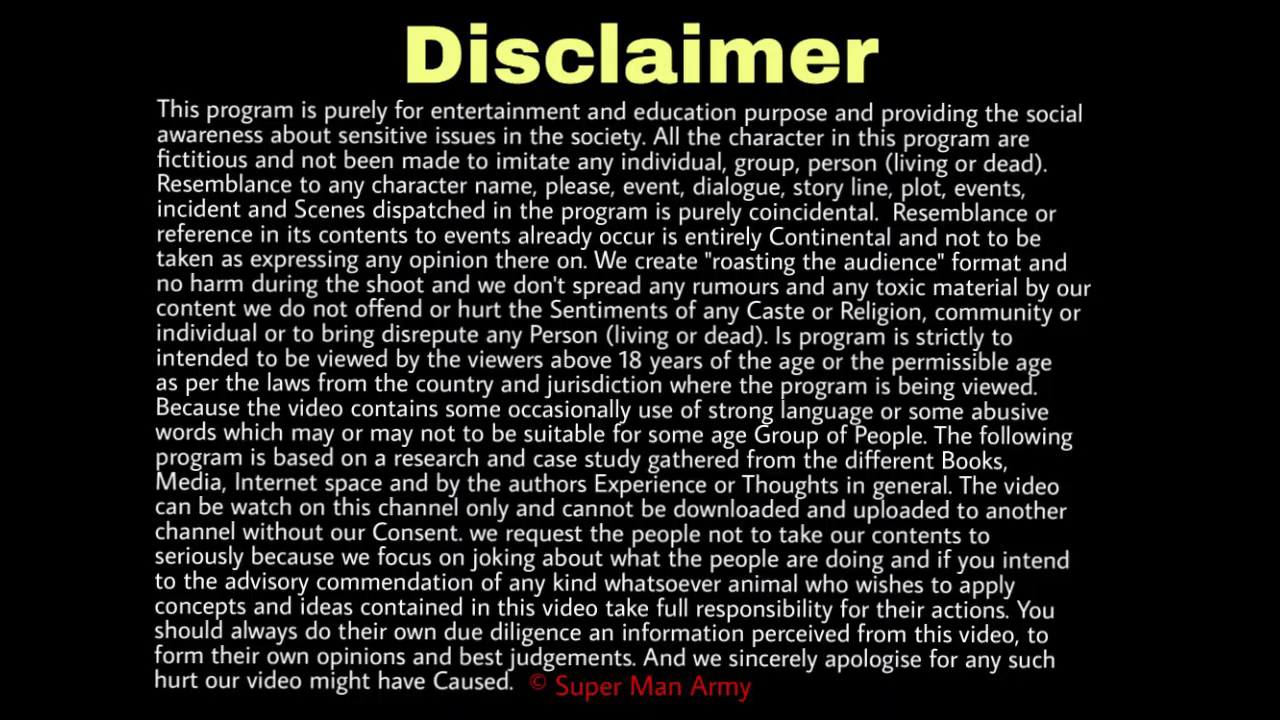 Disclaimer
This program is purely for entertainment and education purpose and providing the social
awareness about sensitive issues in the society. All the character in this program are
fictitious and not been made to imitate any individual, group, person (living or dead).
Resemblance to any character name, please, event, dialogue, story line, plot, events,
incident and Scenes dispatched in the program is purely coincidental.  Resemblance or
reference in its contents to events already occur is entirely Continental and not to be
taken as expressing any opinion there on. We create "roasting the audience" format and
no harm during the shoot and we don't spread any rumours and any toxic material by our
content we do not offend or hurt the Sentiments of any Caste or Religion, community or
individual or to bring disrepute any Person (living or dead). Is program is strictly to
intended to be viewed by the viewers above 18 years of the age or the permissible age
as per the laws from the country and jurisdiction where the program is being viewed.
Because the video contains some occasionally use of strong language or some abusive
words which may or may not to be suitable for some age Group of People. The following
program is based on a research and case study gathered from the different Books,
Media, Internet space and by the authors Experience or Thoughts in general. The video
can be watch on this channel only and cannot be downloaded and uploaded to another
channel without our Consent. we request the people not to take our contents to
seriously because we focus on joking about what the people are doing and if you intend
to the advisory commendation of any kind whatsoever animal who wishes to apply
concepts and ideas contained in this video take full responsibility for their actions. You
should always do their own due diligence an information perceived from this video, to
form their own opinions and best judgements. And we sincerely apologise for any such
hurt our video might have Caused. © Super Man Army